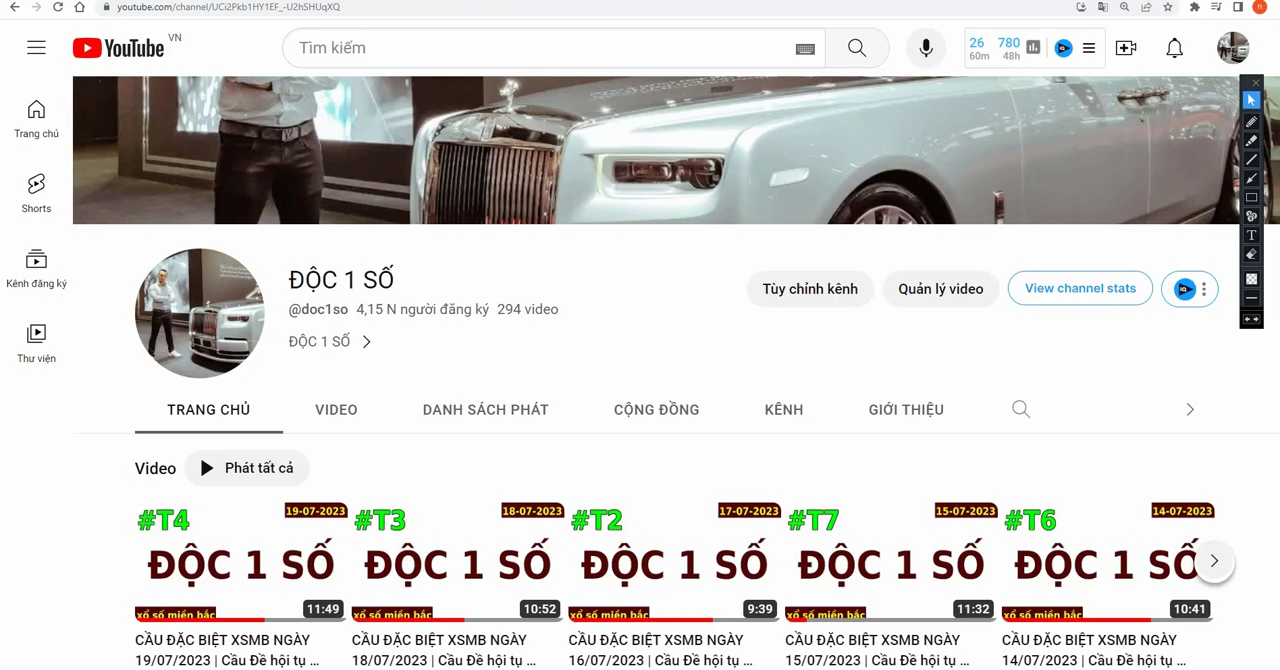 youtube.com/channel/UCi2Pkb1HY1EF_-U2hSHUqXQ
n
YouTube VN
Tìm kiếm
26 780
60m 48h
Trang chủ
Shorts
Kênh đăng ký
Thư viện
ĐỘC 1 SỐ
@doc1so 4,15 N người đăng ký 294 video
ĐỘC 1 SỐ
Tùy chỉnh kênh
Quản lý video
View channel stats
IQ
T
TRANG CHỦ VIDEO DANH SÁCH PHÁT CỘNG ĐỒNG KÊNH GIỚI THIỆU
Video Phát tất cả
#T4 19-07-2023
ĐỘC 1 SỐ
xổ số miền bắc 11:49
CẦU ĐẶC BIỆT XSMB NGÀY
19/07/2023 | Cầu Đề hội tụ ...
#T3 18-07-2023
ĐỘC 1 SỐ
xổ số miền bắc 10:52
CẦU ĐẶC BIỆT XSMB NGÀY
18/07/2023 | Cầu Đề hội tụ ...
#T2 17-07-2023
ĐỘC 1 SỐ
xổ số miền bắc 9:39
CẦU ĐẶC BIỆT XSMB NGÀY
16/07/2023 | Cầu Đề hội tụ ...
#T7 15-07-2023
ĐỘC 1 SỐ
xổ số miền bắc 11:32
CẦU ĐẶC BIỆT XSMB NGÀY
15/07/2023 | Cầu Đề hội tụ ...
#T6 14-07-2023
ĐỘC 1 SỐ
xổ số miền bắc 10:41
CẦU ĐẶC BIỆT XSMB NGÀY
14/07/2023 | Cầu Đề hội tụ ...